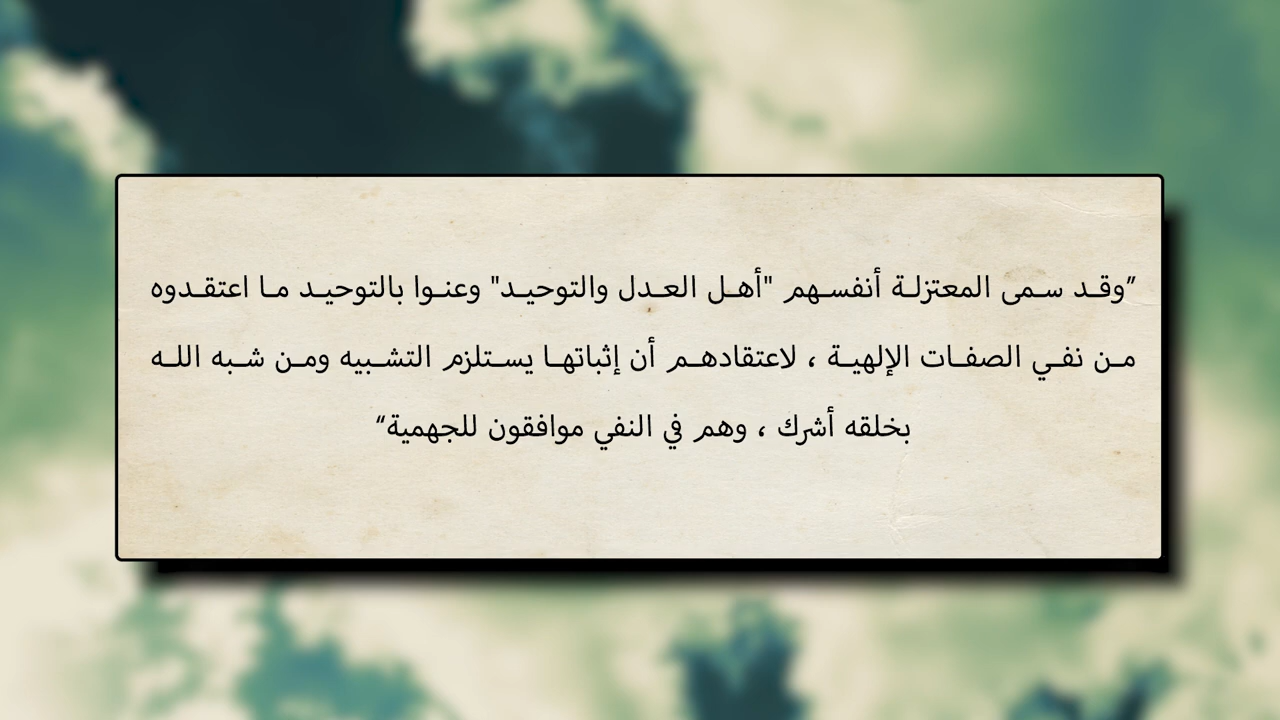 ”وقد سمى المعتزلة أنفسهم "أهل العدل والتوحيد" وعنوا بالتوحيد ما اعتقدوه
من نفي الصفات الإلهية ، لاعتقادهم أن إثباتها يستلزم التشبيه ومن شبه الله
بخلقه أشرك ، وهم في النفي موافقون للجهمية“